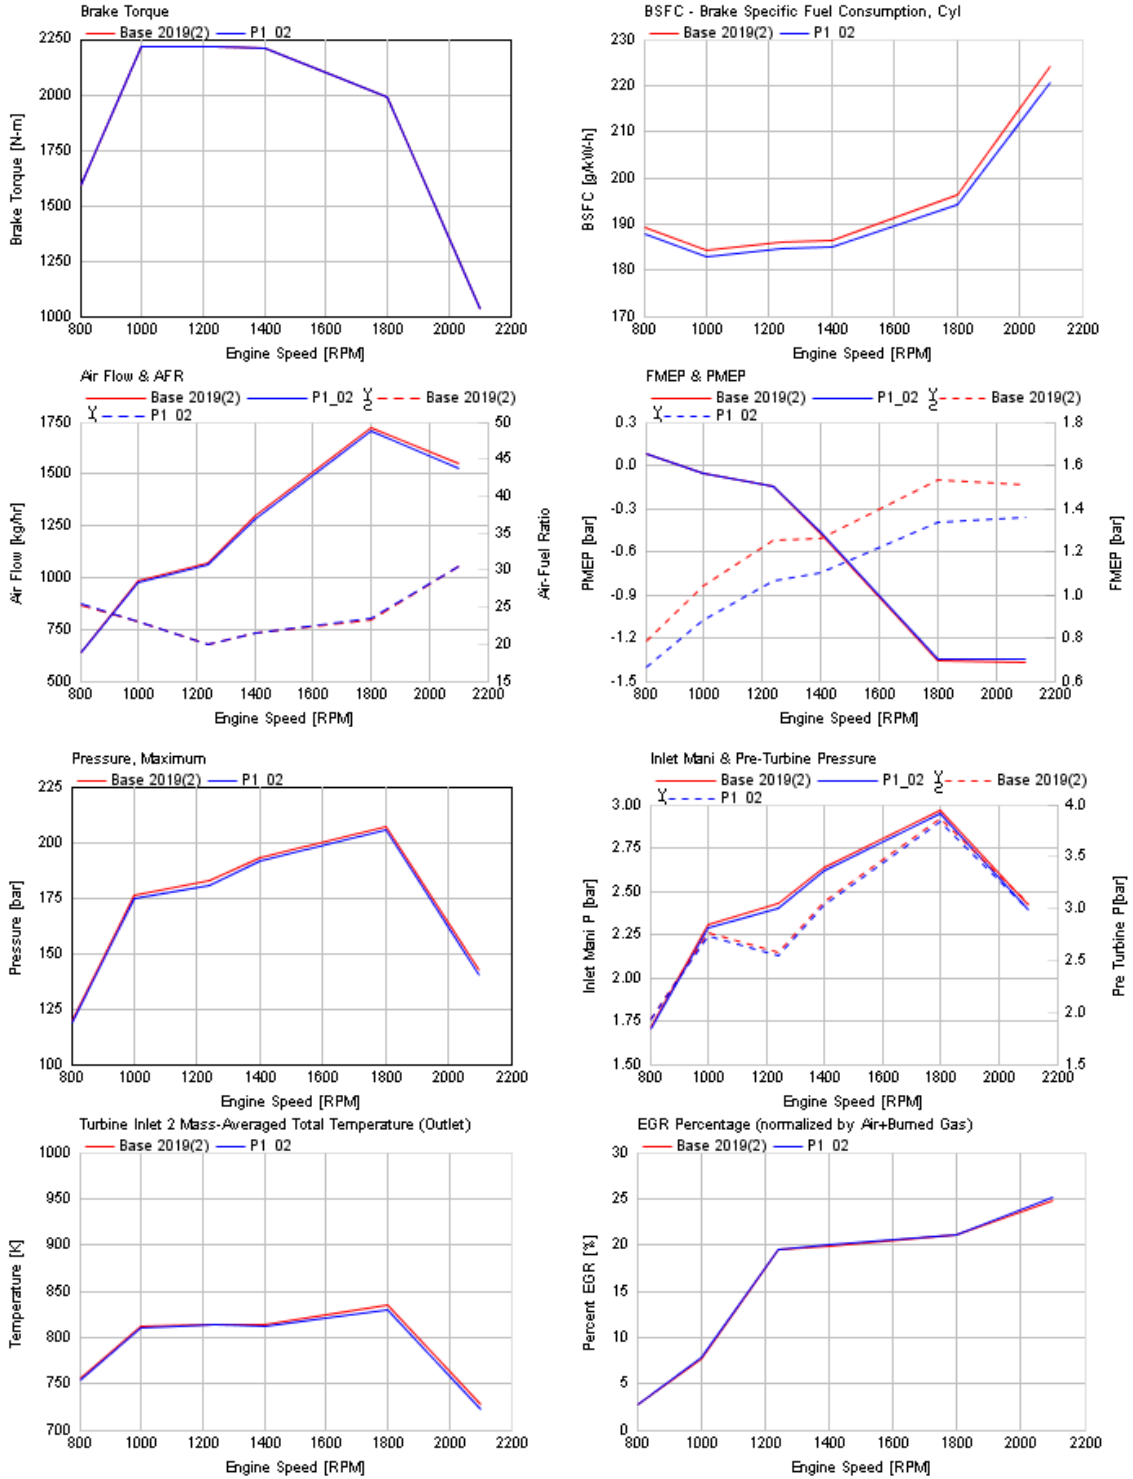 Brake Torque
Base 2019(2) P1_02
2250
2000
1750
1500
1250
1000
Brake Torque [N-m]
800 1000 1200 1400 1600 1800 2000 2200
Engine Speed [RPM]
BSFC - Brake Specific Fuel Consumption, Cyl
Base 2019(2) P1_02
230
220
210
200
190
180
170
BSFC [g/kW-h]
800 1000 1200 1400 1600 1800 2000 2200
Engine Speed [RPM]
Air Flow & AFR
Base 2019(2) P1_02 Y2 Base 2019(2)
Y P1_02
1750
1500
1250
1000
750
500
Air Flow [kg/hr]
50
45
40
35
30
25
20
15
Air-Fuel Ratio
800 1000 1200 1400 1600 1800 2000 2200
Engine Speed [RPM]
FMEP & PMEP
Base 2019(2) P1_02 Y2 Base 2019(2)
Y P1_02
0.3
0.0
-0.3
-0.6
-0.9
-1.2
-1.5
PMEP [bar]
1.8
1.6
1.4
1.2
1.0
0.8
0.6
FMEP [bar]
800 1000 1200 1400 1600 1800 2000 2200
Engine Speed [RPM]
Pressure, Maximum
Base 2019(2) P1_02
225
200
175
150
125
100
Pressure [bar]
800 1000 1200 1400 1600 1800 2000 2200
Engine Speed [RPM]
Inlet Mani & Pre-Turbine Pressure
Base 2019(2) P1_02 Y2 Base 2019(2)
Y P1_02
3.00
2.75
2.50
2.25
2.00
1.75
1.50
Inlet Mani P [bar]
4.0
3.5
3.0
2.5
2.0
1.5
Pre Turbine P[bar]
800 1000 1200 1400 1600 1800 2000 2200
Engine Speed [RPM]
Turbine Inlet 2 Mass-Averaged Total Temperature (Outlet)
Base 2019(2) P1_02
1000
950
900
850
800
750
700
Temperature [K]
800 1000 1200 1400 1600 1800 2000 2200
Engine Speed [RPM]
EGR Percentage (normalized by Air+Burned Gas)
Base 2019(2) P1_02
30
25
20
15
10
5
0
Percent EGR [%]
800 1000 1200 1400 1600 1800 2000 2200
Engine Speed [RPM]